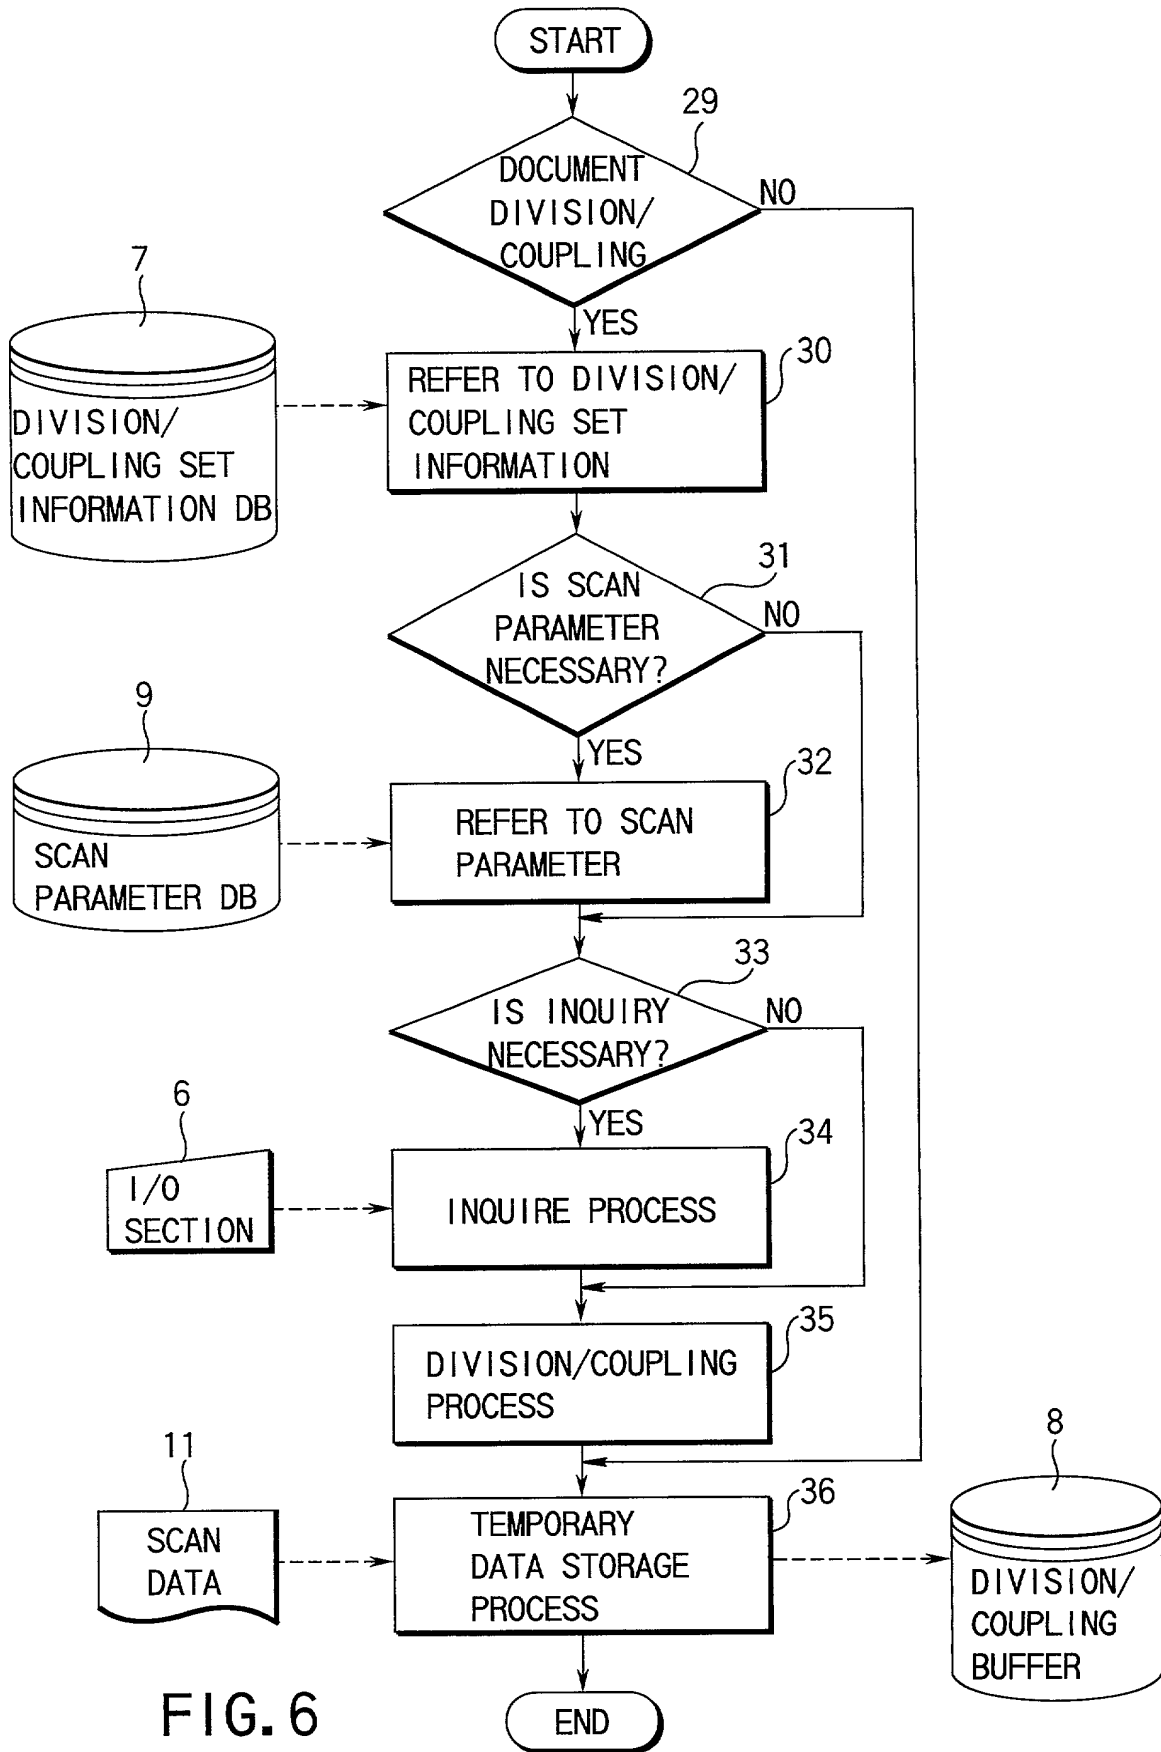 START
29
DOCUMENT
DIVISION/
COUPLING
NO
YES
7
DIVISION/
COUPLING SET
INFORMATION DB
30
REFER TO DIVISION/
COUPLING SET
INFORMATION
31
IS SCAN
PARAMETER
NECESSARY?
NO
YES
9
SCAN
PARAMETER DB
32
REFER TO SCAN
PARAMETER
33
IS INQUIRY
NECESSARY?
NO
YES
6
I/O
SECTION
34
INQUIRE PROCESS
35
DIVISION/COUPLING
PROCESS
11
SCAN
DATA
36
TEMPORARY
DATA STORAGE
PROCESS
8
DIVISION/
COUPLING
BUFFER
END
FIG. 6